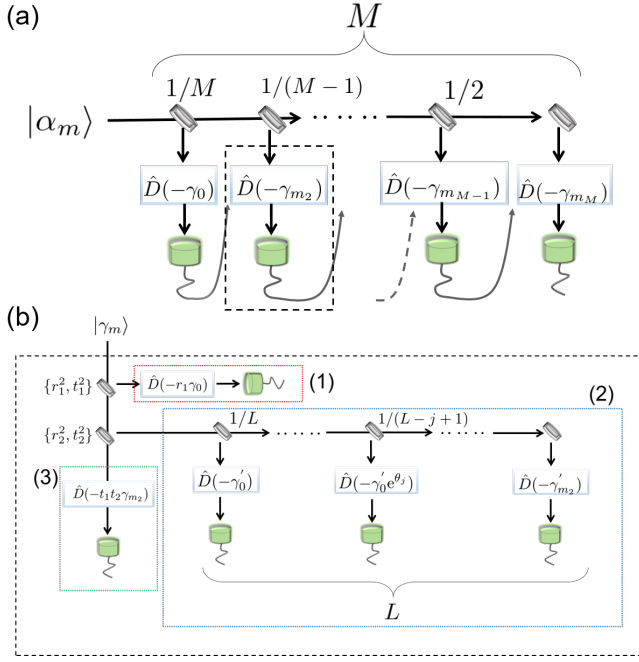 (a)
M
1/M 1/(M − 1) 1/2
|α_m⟩
D̂(−γ_0) D̂(−γ_{m_2}) D̂(−γ_{m_{M−1}}) D̂(−γ_{m_M})
(b)
|γ_m⟩
{r_1^2, t_1^2} D̂(−r_1γ_0) (1)
(2)
{r_2^2, t_2^2} 1/L 1/(L − j + 1)
(3)
D̂(−t_1t_2γ_{m_2}) D̂(−γ_0^') D̂(−γ_0^' e^{θ_j}) D̂(−γ_{m_2}^')
L